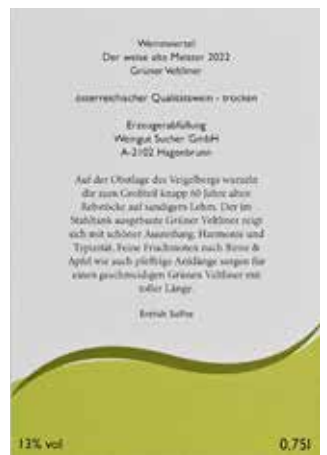 Weinviertel
Der weise alte Meister 2022
Grüner Veltliner
österreichischer Qualitätswein - trocken
Erzeugerabfüllung
Weingut Sucher GmbH
A-2102 Hagenbrunn
Auf der Obstlage des Veigelbergs wurzeln
die zum Großteil knapp 60 Jahre alten
Rebstöcke auf sandigem Lehm. Der im
Stahltank ausgebaute Grüner Veltliner zeigt
sich mit schöner Ausreifung, Harmonie und
Typizität. Feine Fruchtnoten nach Birne &
Apfel wie auch pfeffrige Anklänge sorgen für
einen geschmeidigen Grünen Veltliner mit
toller Länge.
Enthält Sulfite
13% vol
0,75l